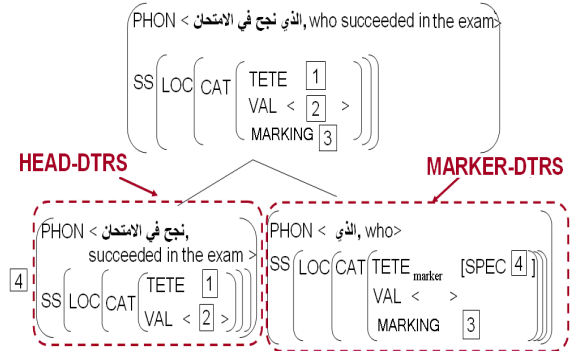 PHON < الذي نجح في الامتحان, who succeeded in the exam>
SS LOC CAT TETE 1
VAL < 2 >
MARKING 3
HEAD-DTRS
MARKER-DTRS
4
PHON < نجح في الامتحان,
succeeded in the exam >
SS LOC CAT TETE 1
VAL < 2 >
PHON < الذي, who>
SS LOC CAT TETE marker [SPEC 4 ]
VAL < >
MARKING 3